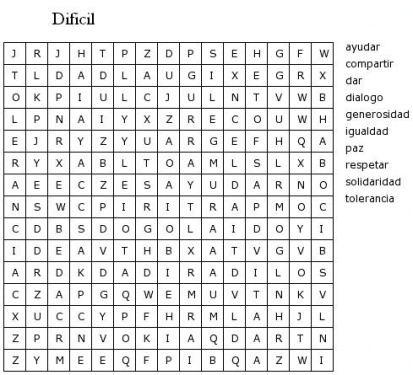 Dificil
J R J H T P Z D P S E H G F W
T L D A D L A U G I X E G R X
O K P I U L C J U L N T V W B
L P N A I Y X Z R E C O U W H
E J R Y Z Y U A R G E F H Q A
R Y X A B L T O A M L S L X B
A E E C Z E S A Y U D A R N O
N S W C P I R I T R A P M O C
C D B S D O G O L A I D O Y I
I D E A V T H B X A T V G V B
A R D K D A D I R A D I L O S
C Z A P G Q W E M U V T N K V
X U C C Y P F H R M L A H J L
Z P R N V O K I A Q D A R T N
Z Y M E E Q F P I B Q A Z W I
ayudar
compartir
dar
dialogo
generosidad
igualdad
paz
respetar
solidaridad
tolerancia